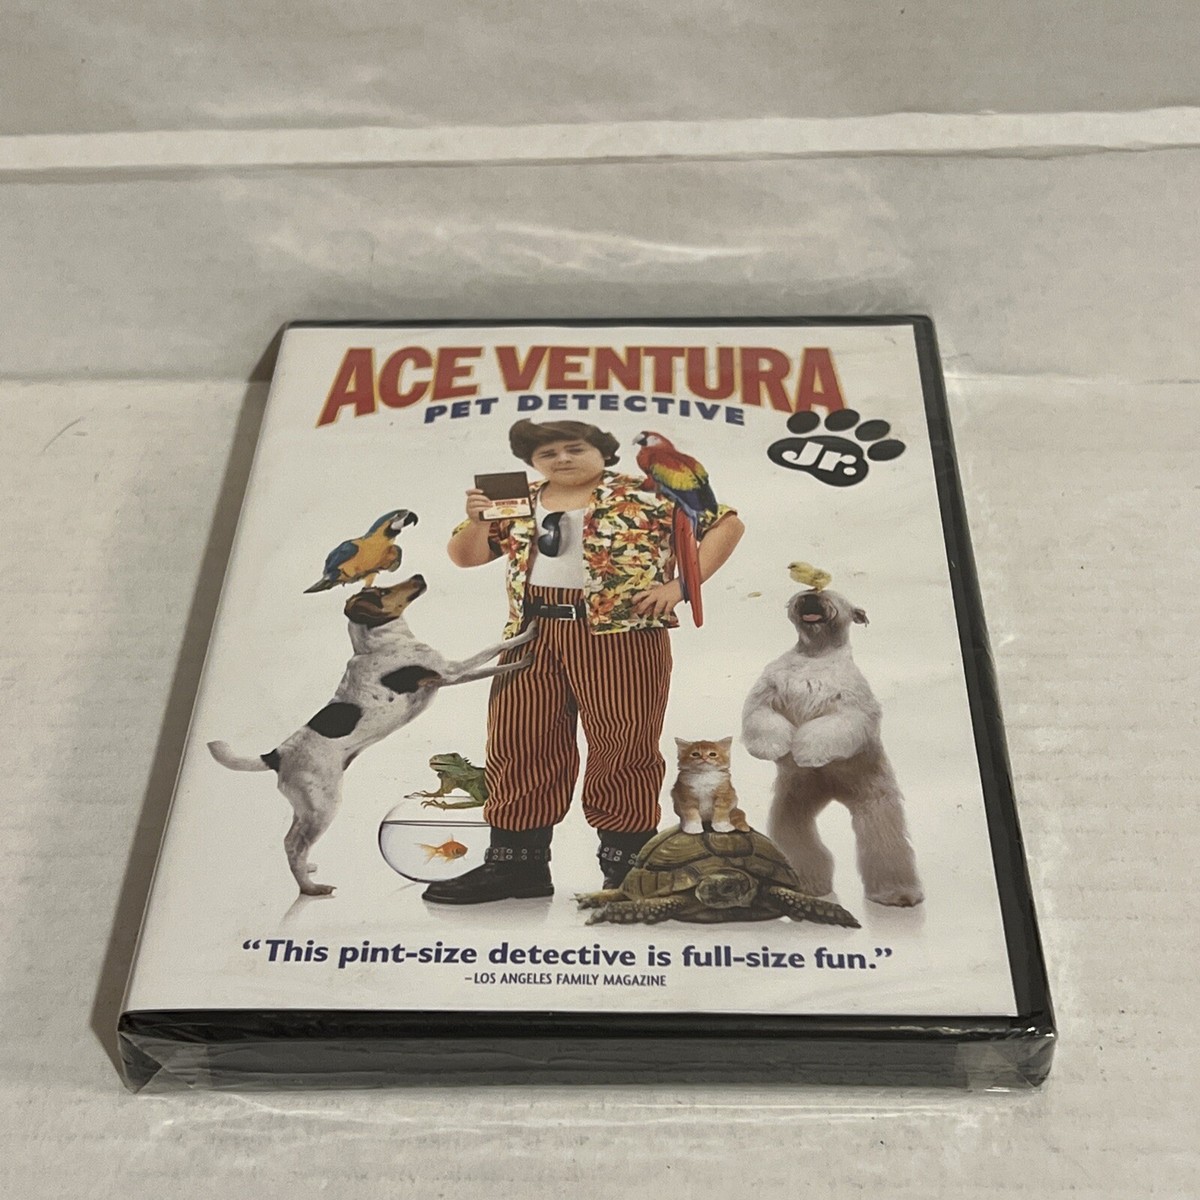 ACE VENTURA
PET DETECTIVE
Jr.
"This pint-size detective is full-size fun."
–LOS ANGELES FAMILY MAGAZINE